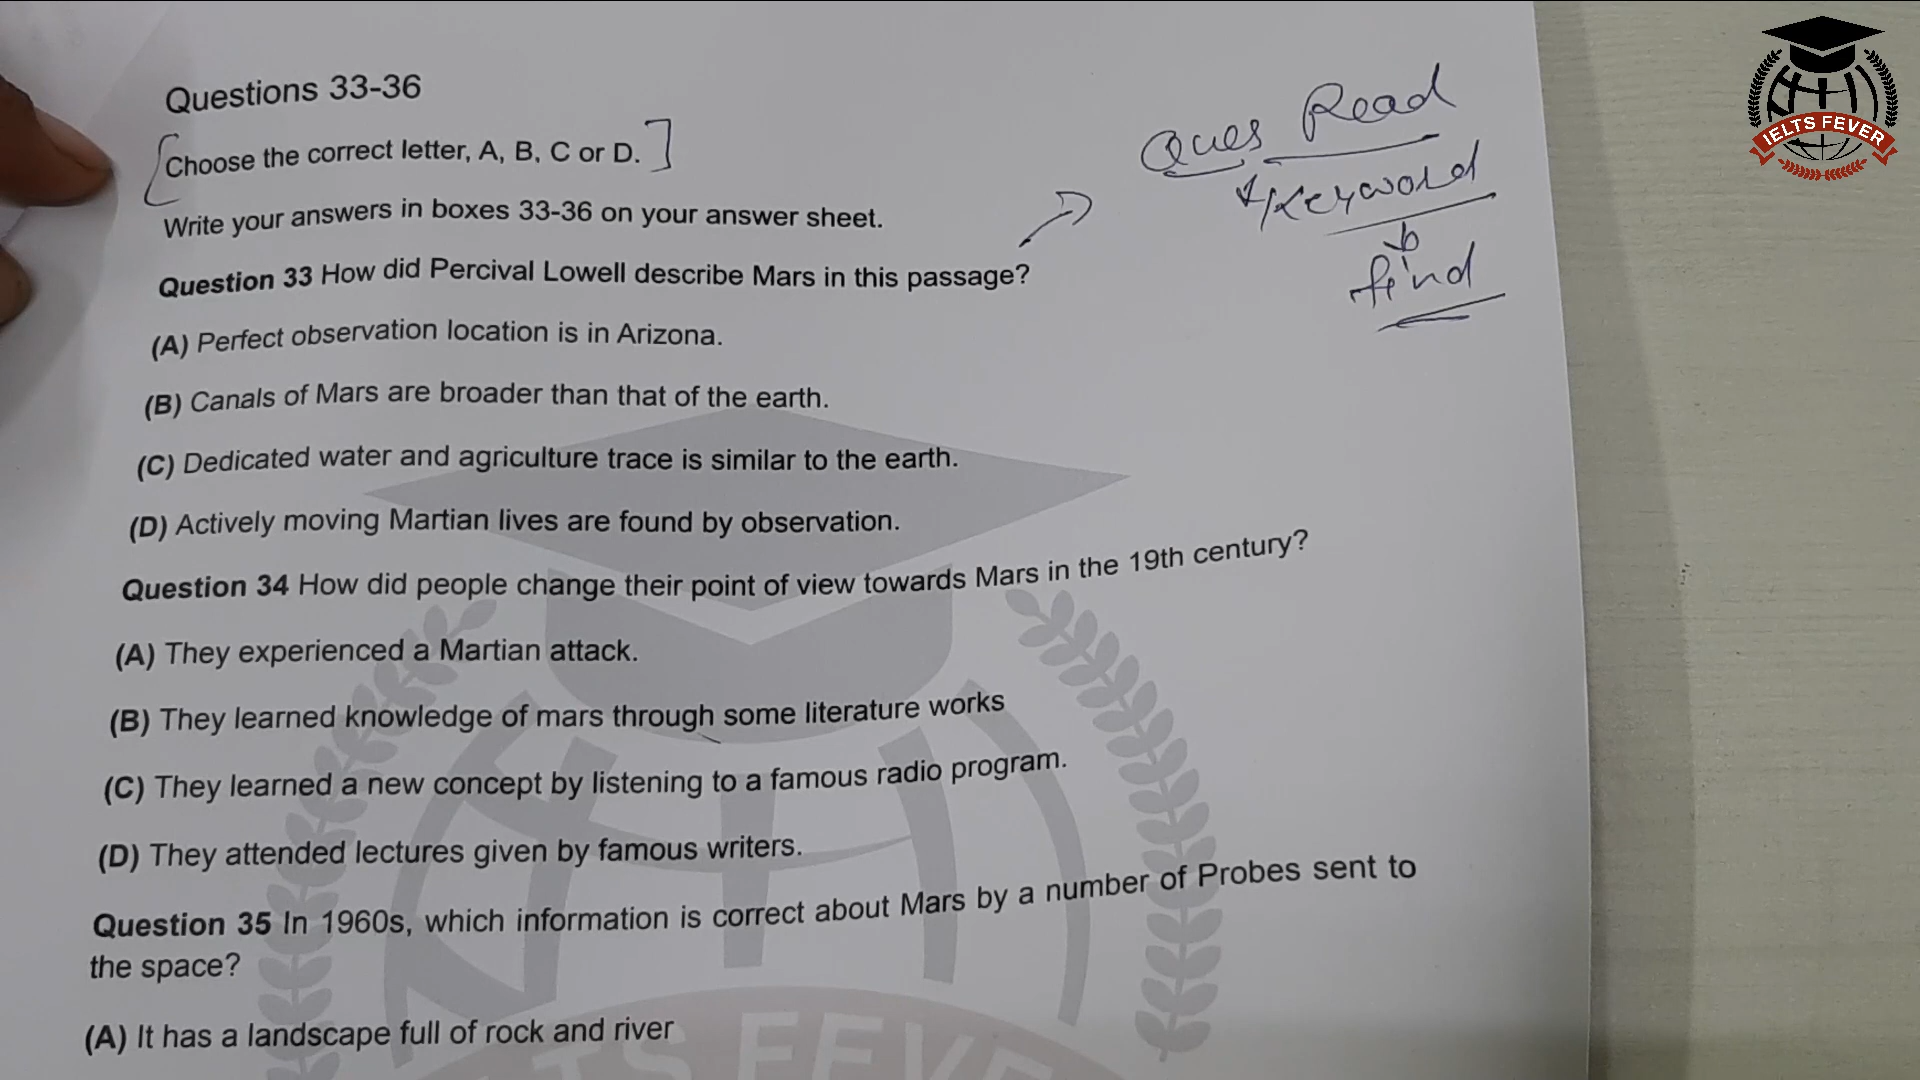 Questions 33-36
Choose the correct letter, A, B, C or D.
Write your answers in boxes 33-36 on your answer sheet.
Question 33 How did Percival Lowell describe Mars in this passage?
(A) Perfect observation location is in Arizona.
(B) Canals of Mars are broader than that of the earth.
(C) Dedicated water and agriculture trace is similar to the earth.
(D) Actively moving Martian lives are found by observation.
Question 34 How did people change their point of view towards Mars in the 19th century?
(A) They experienced a Martian attack.
(B) They learned knowledge of mars through some literature works
(C) They learned a new concept by listening to a famous radio program.
(D) They attended lectures given by famous writers.
Question 35 In 1960s, which information is correct about Mars by a number of Probes sent to
the space?
(A) It has a landscape full of rock and river
Ques Read
Keyword
find
IELTS FEVER